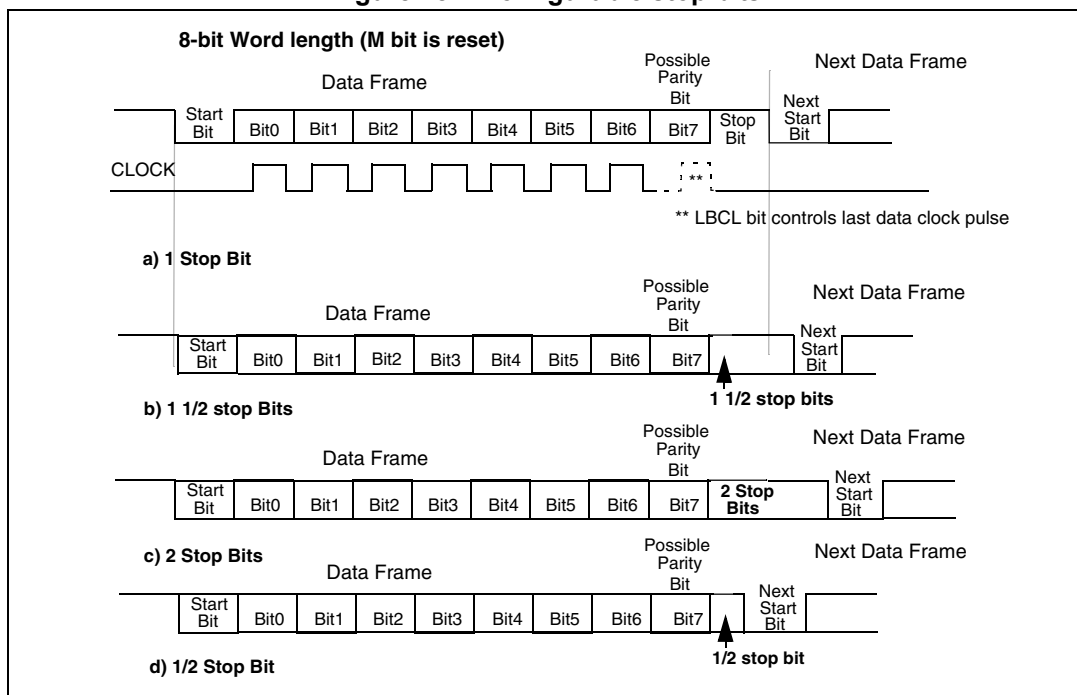 8-bit Word length (M bit is reset)
Data Frame
Possible
Parity
Bit
Next Data Frame
Start
Bit
Bit0
Bit1
Bit2
Bit3
Bit4
Bit5
Bit6
Bit7
Stop
Bit
Next
Start
Bit
CLOCK
**
** LBCL bit controls last data clock pulse
a) 1 Stop Bit
Data Frame
Possible
Parity
Bit
Next Data Frame
Start
Bit
Bit0
Bit1
Bit2
Bit3
Bit4
Bit5
Bit6
Bit7
Next
Start
Bit
1 1/2 stop bits
b) 1 1/2 stop Bits
Data Frame
Possible
Parity
Bit
Next Data Frame
Start
Bit
Bit0
Bit1
Bit2
Bit3
Bit4
Bit5
Bit6
Bit7
2 Stop
Bits
Next
Start
Bit
c) 2 Stop Bits
Data Frame
Possible
Parity
Bit
Next Data Frame
Start
Bit
Bit0
Bit1
Bit2
Bit3
Bit4
Bit5
Bit6
Bit7
Next
Start
Bit
1/2 stop bit
d) 1/2 Stop Bit